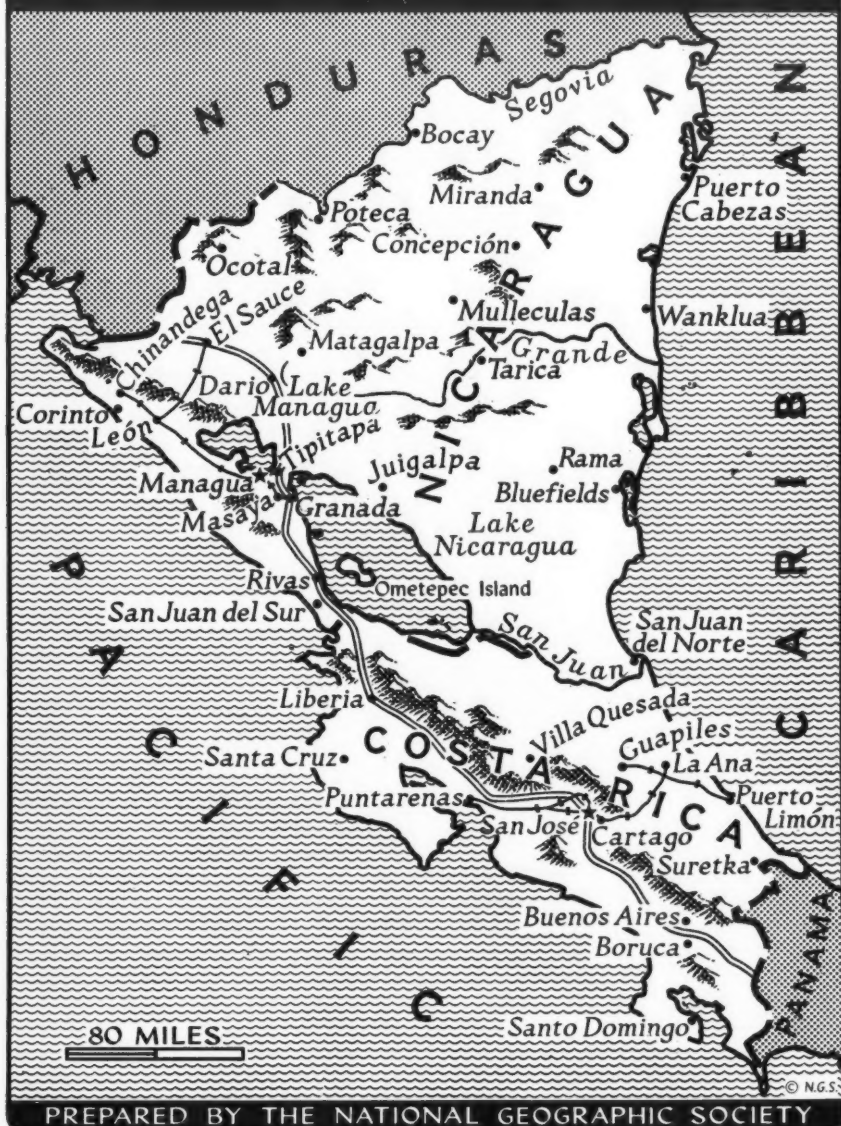 HONDURAS
Segovia
Bocay
NICARAGUA
CARIBBEAN
Miranda
Puerto
Cabezas
Poteca
Concepción
Ocotal
Mulleculas
Wanklua
Chinandega
El Sauce
Matagalpa
Grande
Tarica
Dario
Lake
Managua
Corinto
León
Tipitapa
Juigalpa
Rama
Managua
Bluefields
Masaya
Granada
Lake
Nicaragua
PACIFIC
Rivas
Ometepec Island
San Juan del Sur
San Juan
San Juan
del Norte
Liberia
COSTA RICA
Villa Quesada
Guapiles
Santa Cruz
La Ana
Puntarenas
Puerto
Limón
San José
Cartago
Suretka
Buenos Aires
Boruca
PANAMA
80 MILES
Santo Domingo
© N.G.S.
PREPARED BY THE NATIONAL GEOGRAPHIC SOCIETY